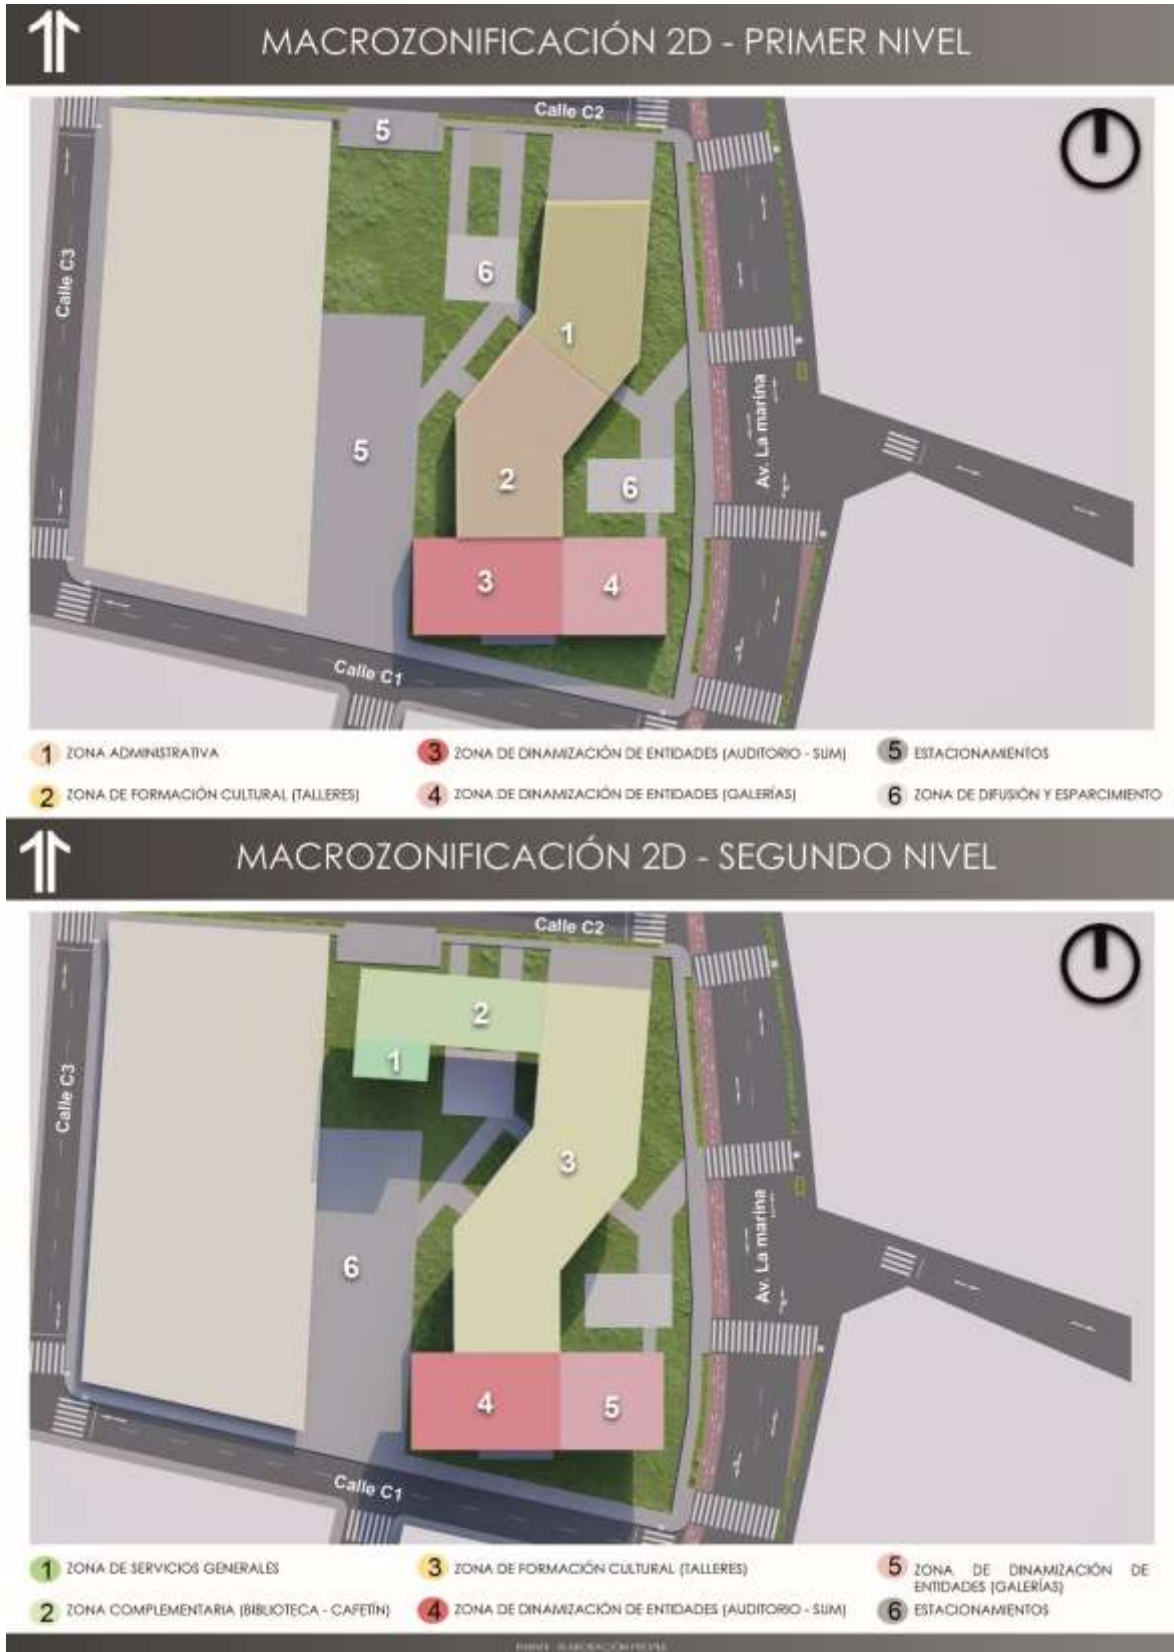 MACROZONIFICACIÓN 2D - PRIMER NIVEL
Calle C2
5
6
1
Calle C3
5
2
6
Av. La marina
3
4
Calle C1
1 ZONA ADMINISTRATIVA
3 ZONA DE DINAMIZACIÓN DE ENTIDADES (AUDITORIO - SUM)
5 ESTACIONAMIENTOS
2 ZONA DE FORMACIÓN CULTURAL (TALLERES)
4 ZONA DE DINAMIZACIÓN DE ENTIDADES (GALERÍAS)
6 ZONA DE DIFUSIÓN Y ESPARCIMIENTO
MACROZONIFICACIÓN 2D - SEGUNDO NIVEL
Calle C2
2
1
Calle C3
3
6
Av. La marina
4
5
Calle C1
1 ZONA DE SERVICIOS GENERALES
3 ZONA DE FORMACIÓN CULTURAL (TALLERES)
5 ZONA DE DINAMIZACIÓN DE
ENTIDADES (GALERÍAS)
2 ZONA COMPLEMENTARIA (BIBLIOTECA - CAFETÍN)
4 ZONA DE DINAMIZACIÓN DE ENTIDADES (AUDITORIO - SUM)
6 ESTACIONAMIENTOS
FUENTE - ELABORACIÓN PROPIA